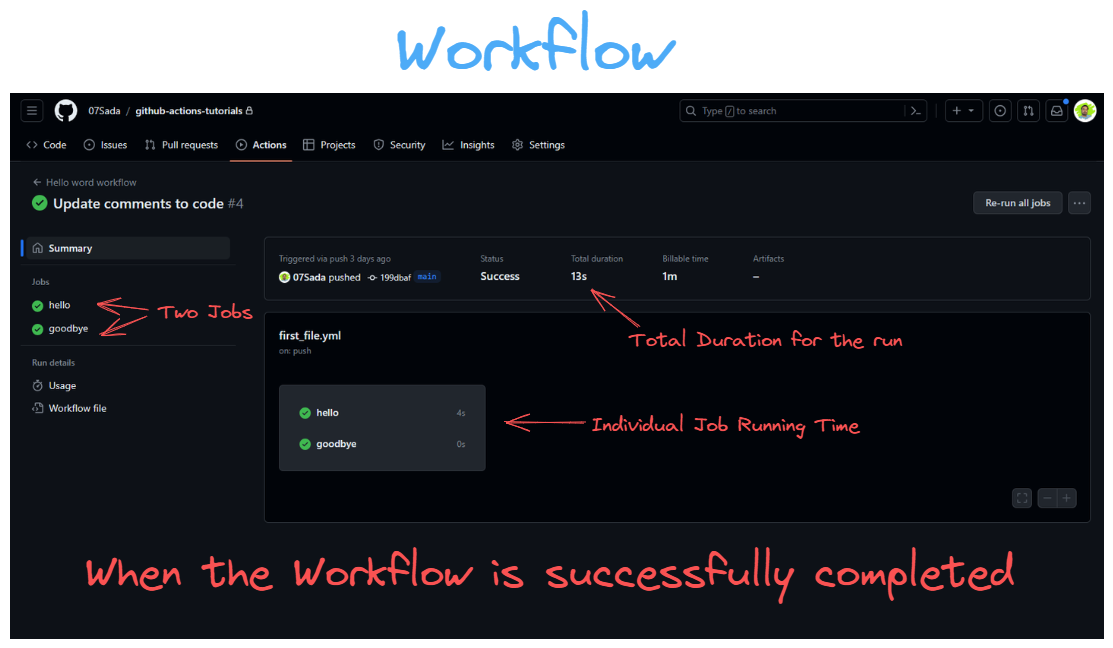 Workflow
07Sada / github-actions-tutorials
Type / to search
Code Issues Pull requests Actions Projects Security Insights Settings
← Hello word workflow
Update comments to code #4
Re-run all jobs
Summary
Jobs
hello
goodbye
Two Jobs
Run details
Usage
Workflow file
Triggered via push 3 days ago
07Sada pushed 199dbaf main
Status
Success
Total duration
13s
Billable time
1m
Artifacts
–
Total Duration for the run
first_file.yml
on: push
hello 4s
goodbye 0s
Individual Job Running Time
When the Workflow is successfully completed